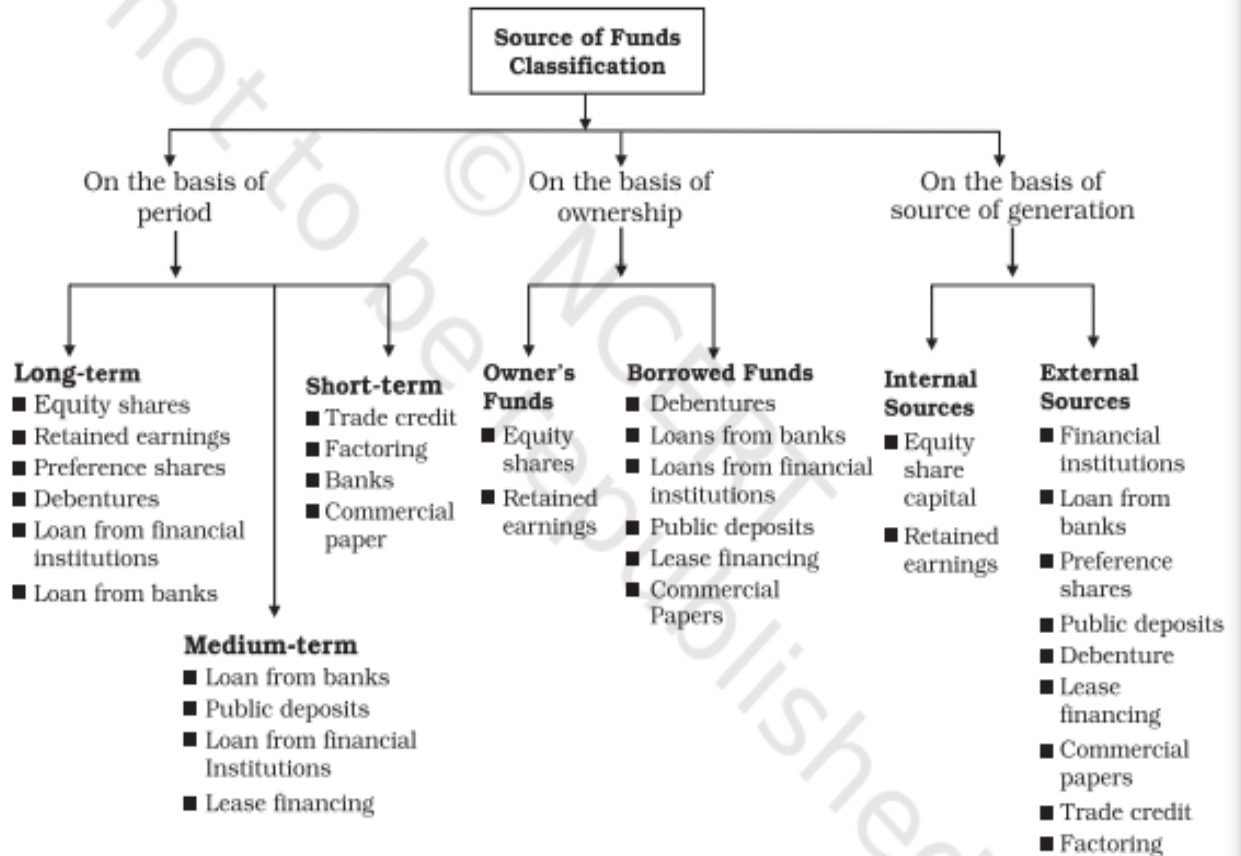 Source of Funds
Classification
On the basis of
period
On the basis of
ownership
On the basis of
source of generation
Long-term
■ Equity shares
■ Retained earnings
■ Preference shares
■ Debentures
■ Loan from financial
institutions
■ Loan from banks
Medium-term
■ Loan from banks
■ Public deposits
■ Loan from financial
Institutions
■ Lease financing
Short-term
■ Trade credit
■ Factoring
■ Banks
■ Commercial
paper
Owner's
Funds
■ Equity
shares
■ Retained
earnings
Borrowed Funds
■ Debentures
■ Loans from banks
■ Loans from financial
institutions
■ Public deposits
■ Lease financing
■ Commercial
Papers
Internal
Sources
■ Equity
share
capital
■ Retained
earnings
External
Sources
■ Financial
institutions
■ Loan from
banks
■ Preference
shares
■ Public deposits
■ Debenture
■ Lease
financing
■ Commercial
papers
■ Trade credit
■ Factoring
© NCERT
not to be republished